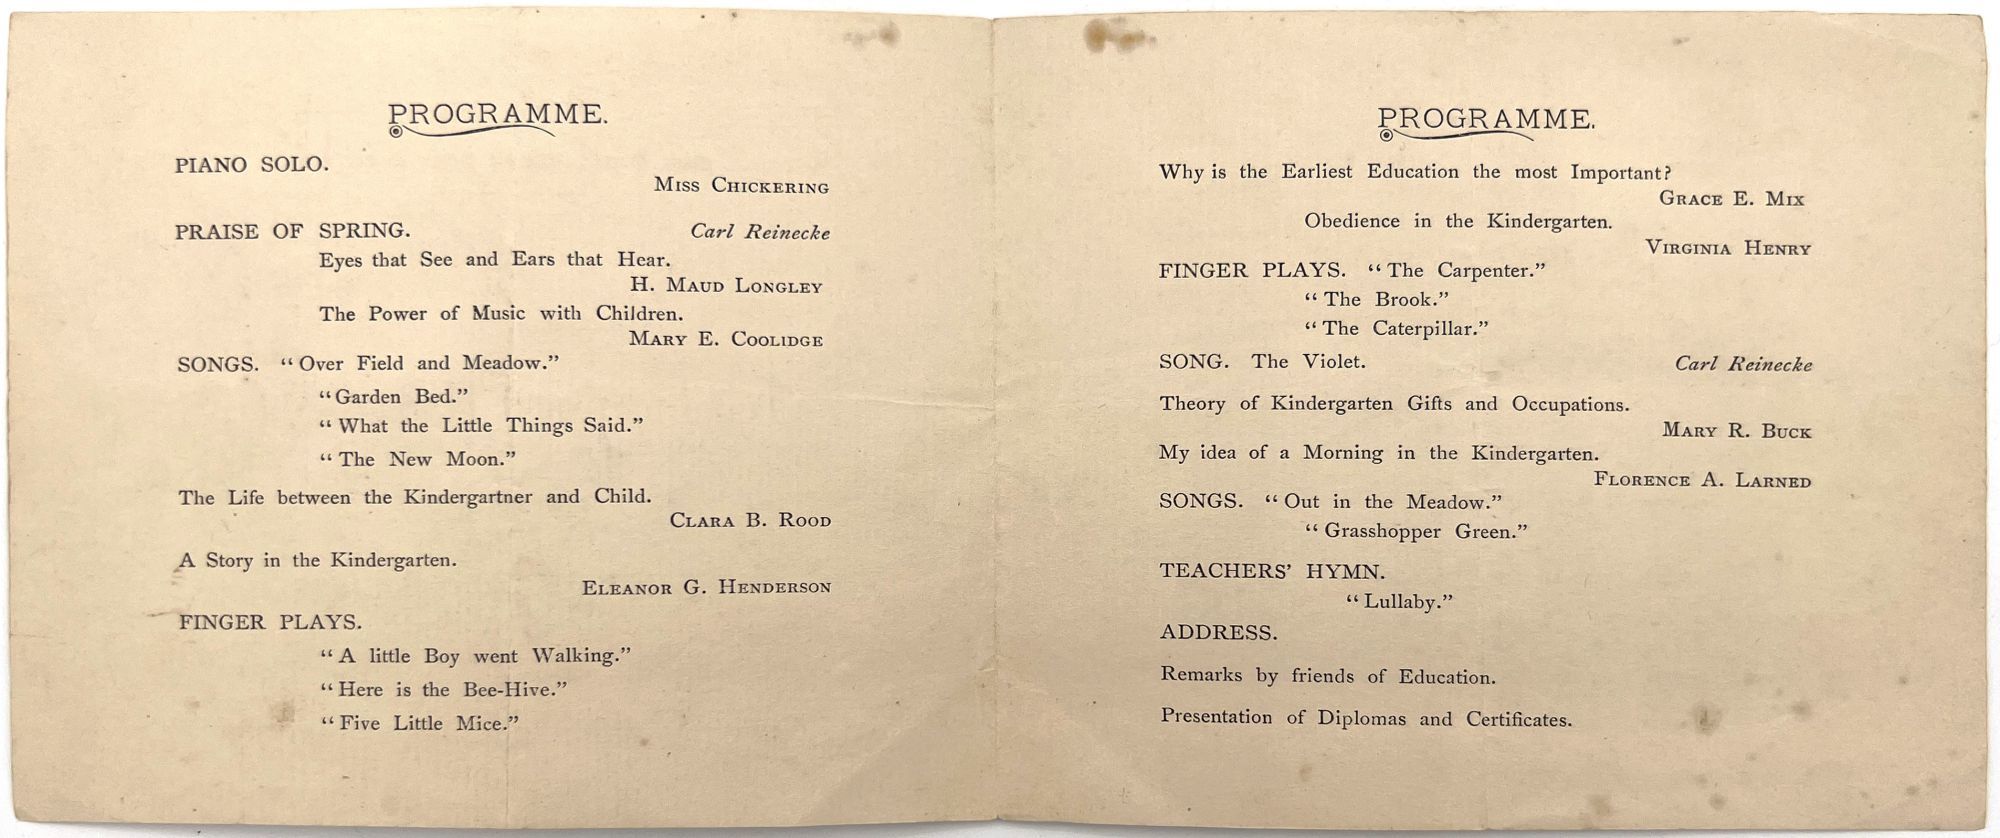 PROGRAMME.
PIANO SOLO.
Miss Chickering
PRAISE OF SPRING. Carl Reinecke
Eyes that See and Ears that Hear.
H. Maud Longley
The Power of Music with Children.
Mary E. Coolidge
SONGS. "Over Field and Meadow."
"Garden Bed."
"What the Little Things Said."
"The New Moon."
The Life between the Kindergartner and Child.
Clara B. Rood
A Story in the Kindergarten.
Eleanor G. Henderson
FINGER PLAYS.
"A little Boy went Walking."
"Here is the Bee-Hive."
"Five Little Mice."
PROGRAMME.
Why is the Earliest Education the most Important?
Grace E. Mix
Obedience in the Kindergarten.
Virginia Henry
FINGER PLAYS. "The Carpenter."
"The Brook."
"The Caterpillar."
SONG. The Violet. Carl Reinecke
Theory of Kindergarten Gifts and Occupations.
Mary R. Buck
My idea of a Morning in the Kindergarten.
Florence A. Larned
SONGS. "Out in the Meadow."
"Grasshopper Green."
TEACHERS' HYMN.
"Lullaby."
ADDRESS.
Remarks by friends of Education.
Presentation of Diplomas and Certificates.